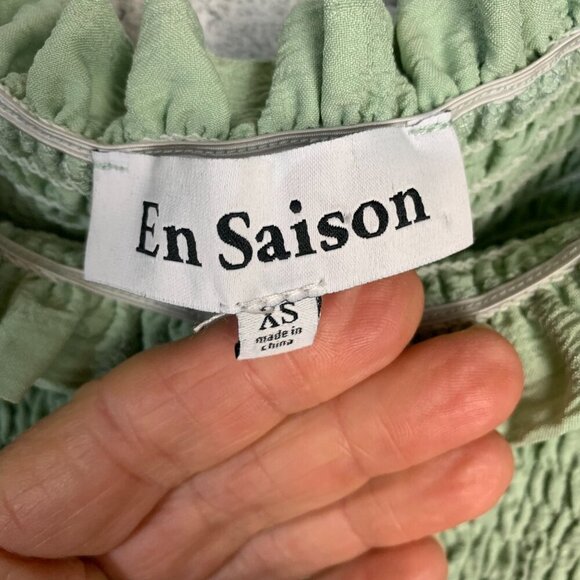 En Saison
XS
made in
china